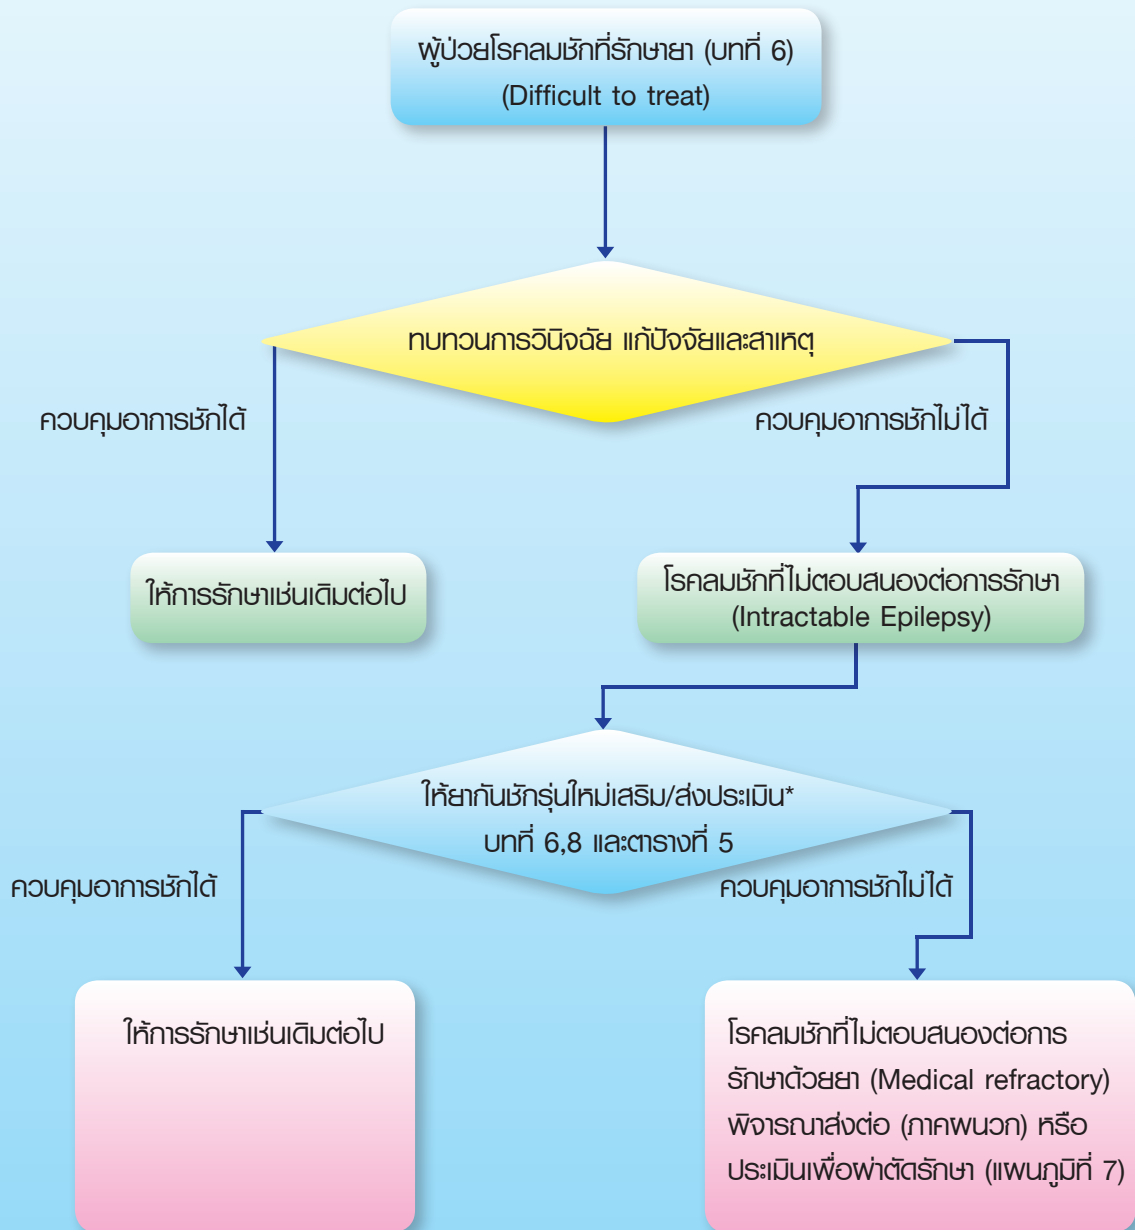 ผู้ป่วยโรคลมชักที่รักษายาก (บทที่ 6)
(Difficult to treat)
ทบทวนการวินิจฉัย แก้ปัจจัยและสาเหตุ
ควบคุมอาการชักได้
ควบคุมอาการชักไม่ได้
ให้การรักษาเช่นเดิมต่อไป
โรคลมชักที่ไม่ตอบสนองต่อการรักษา
(Intractable Epilepsy)
ให้ยากันชักรุ่นใหม่เสริม/ส่งประเมิน*
บทที่ 6,8 และตารางที่ 5
ควบคุมอาการชักได้
ควบคุมอาการชักไม่ได้
ให้การรักษาเช่นเดิมต่อไป
โรคลมชักที่ไม่ตอบสนองต่อการ
รักษาด้วยยา (Medical refractory)
พิจารณาส่งต่อ (ภาคผนวก) หรือ
ประเมินเพื่อผ่าตัดรักษา (แผนภูมิที่ 7)